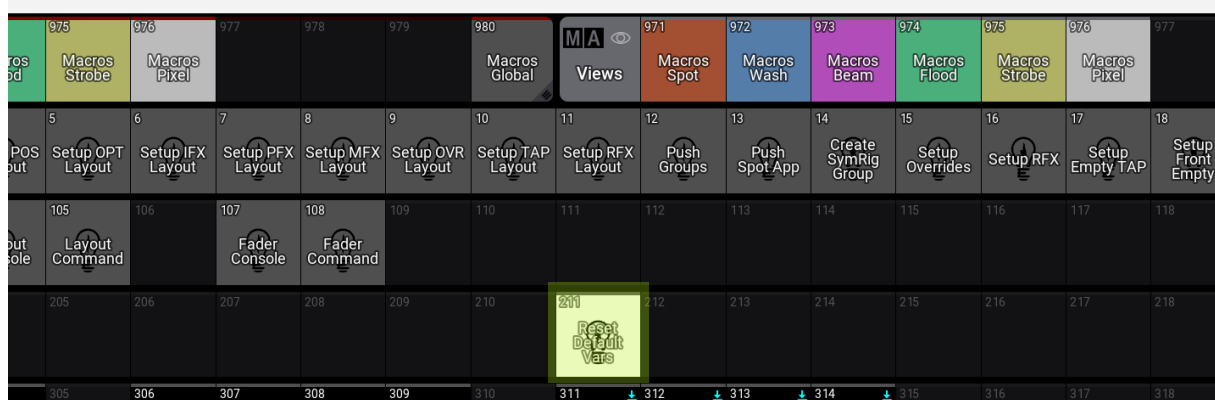 975
976
977
978
979
980
971
972
973
974
975
976
977
Macros
Strobe
Macros
Pixel
Macros
Global
MA
Views
Macros
Spot
Macros
Wash
Macros
Beam
Macros
Flood
Macros
Strobe
Macros
Pixel
5
6
7
8
9
10
11
12
13
14
15
16
17
18
POS
Setup OPT
Layout
Setup IFX
Layout
Setup PFX
Layout
Setup MFX
Layout
Setup OVR
Layout
Setup TAP
Layout
Setup RFX
Layout
Push
Groups
Push
Spot App
Create
SymRig
Group
Setup
Overrides
Setup RFX
Setup
Empty TAP
Setup
Front
Empty
105
106
107
108
109
110
111
112
113
114
115
116
117
118
Layout
Command
Fader
Console
Fader
Command
205
206
207
208
209
210
211
212
213
214
215
216
217
218
Reset
Default
Vars
305
306
307
308
309
310
311
312
313
314
315
316
317
318